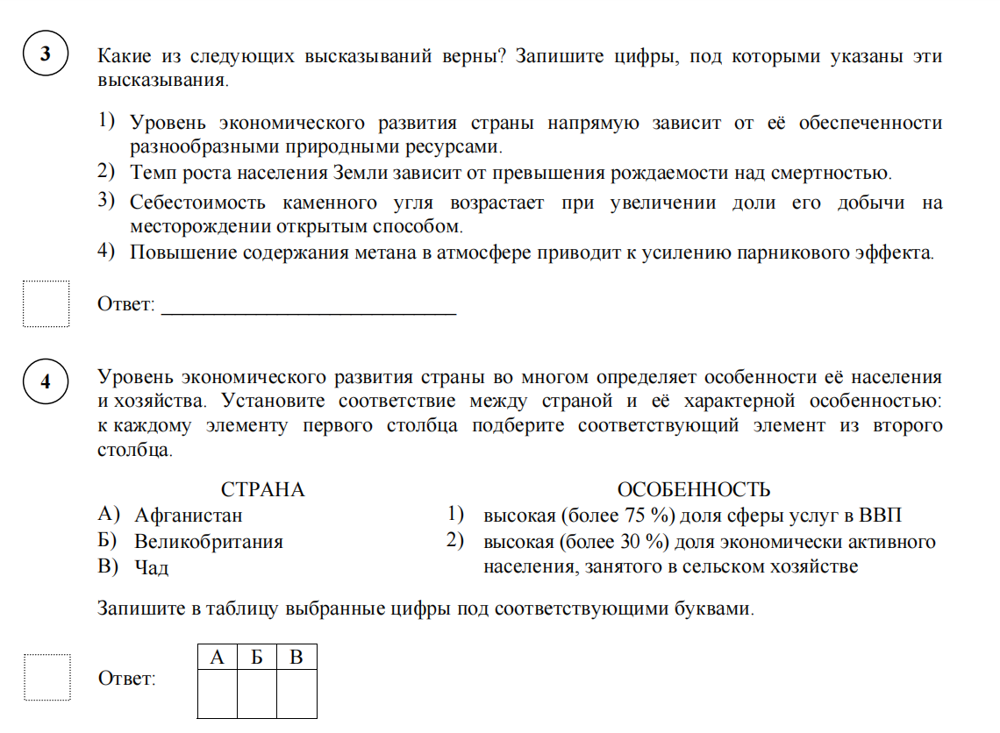 3
Какие из следующих высказываний верны? Запишите цифры, под которыми указаны эти
высказывания.
1) Уровень экономического развития страны напрямую зависит от её обеспеченности
разнообразными природными ресурсами.
2) Темп роста населения Земли зависит от превышения рождаемости над смертностью.
3) Себестоимость каменного угля возрастает при увеличении доли его добычи на
месторождении открытым способом.
4) Повышение содержания метана в атмосфере приводит к усилению парникового эффекта.
Ответ:
4
Уровень экономического развития страны во многом определяет особенности её населения
и хозяйства. Установите соответствие между страной и её характерной особенностью:
к каждому элементу первого столбца подберите соответствующий элемент из второго
столбца.
СТРАНА ОСОБЕННОСТЬ
А) Афганистан 1) высокая (более 75 %) доля сферы услуг в ВВП
Б) Великобритания 2) высокая (более 30 %) доля экономически активного
В) Чад населения, занятого в сельском хозяйстве
Запишите в таблицу выбранные цифры под соответствующими буквами.
А Б В
Ответ: